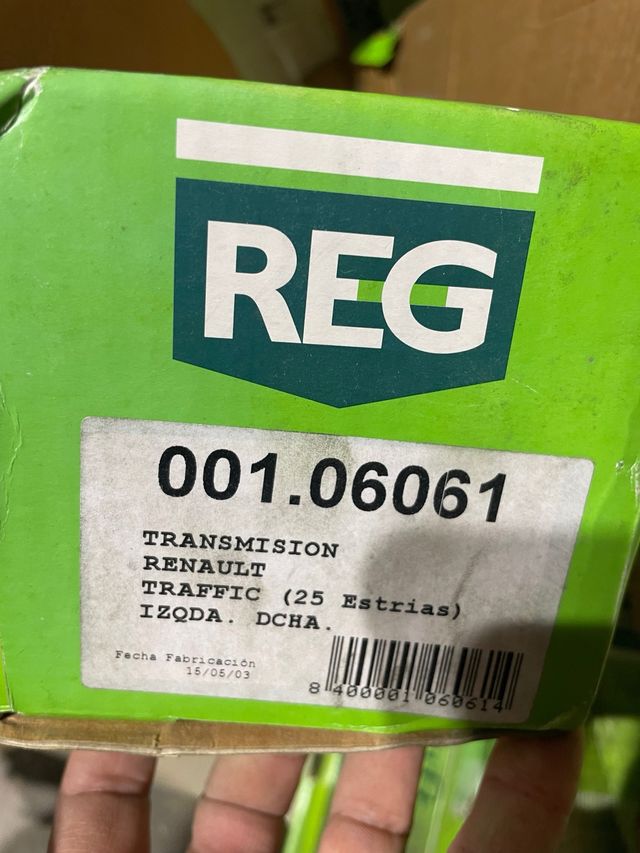 REG
001.06061
TRANSMISION
RENAULT
TRAFFIC (25 Estrias)
IZQDA. DCHA.
Fecha Fabricación
15/05/03
8 400001 060614